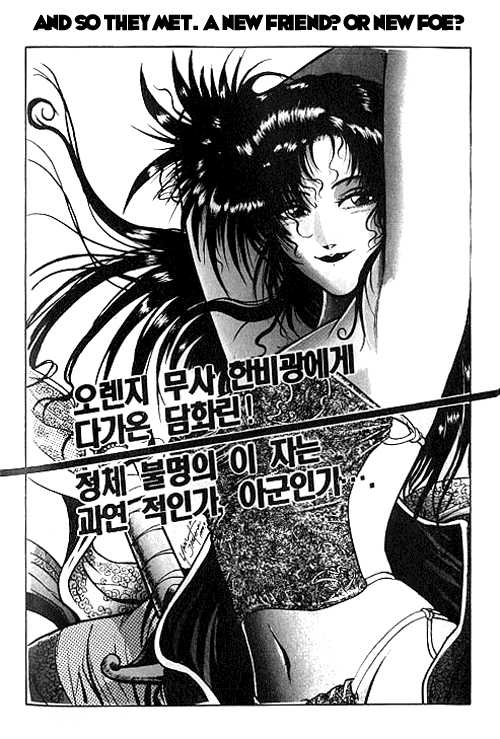 AND SO THEY MET. A NEW FRIEND? OR NEW FOE?
오렌지 무사 한비광에게
다가온 담화린!
정체 불명의 이 자는
과연 적인가, 아군인가….